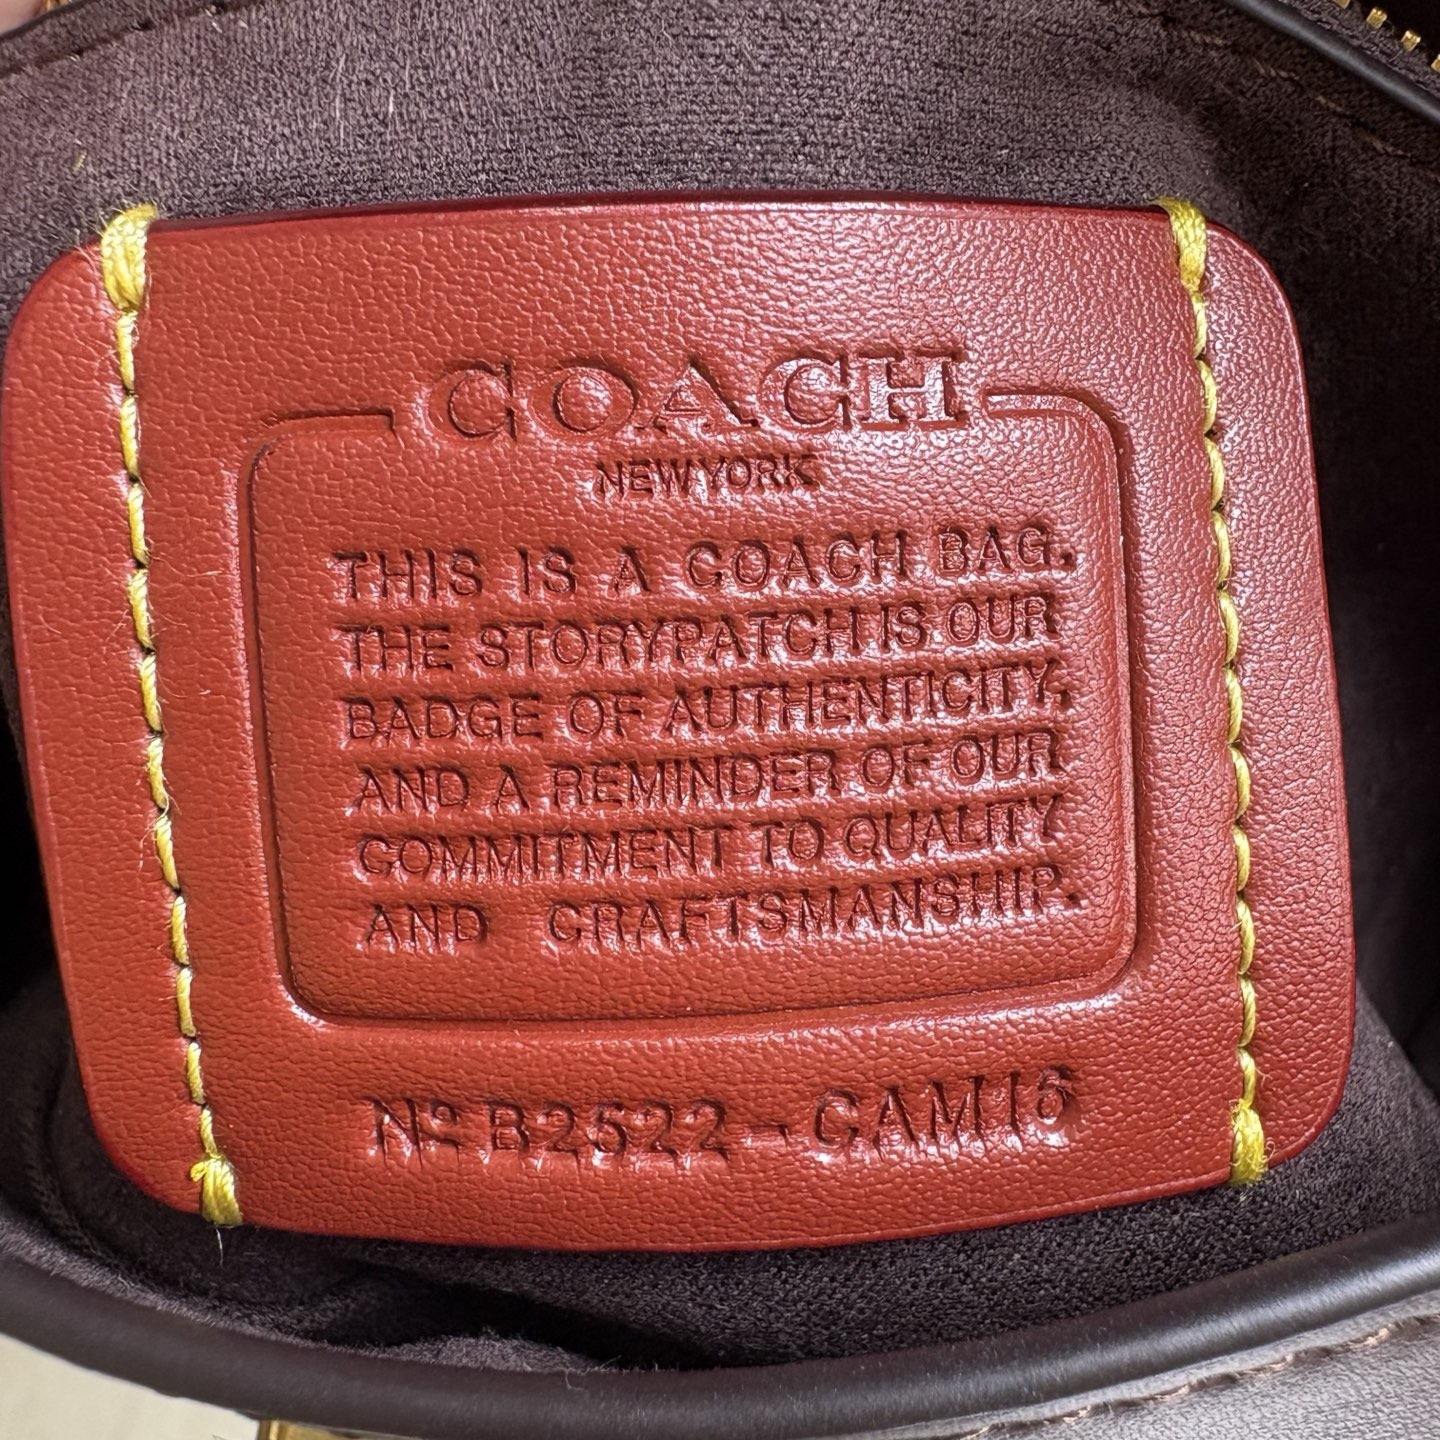 COACH
NEW YORK
THIS IS A COACH BAG.
THE STORYPATCH IS OUR
BADGE OF AUTHENTICITY,
AND A REMINDER OF OUR
COMMITMENT TO QUALITY
AND CRAFTSMANSHIP.
Nº B2522 - CAM16